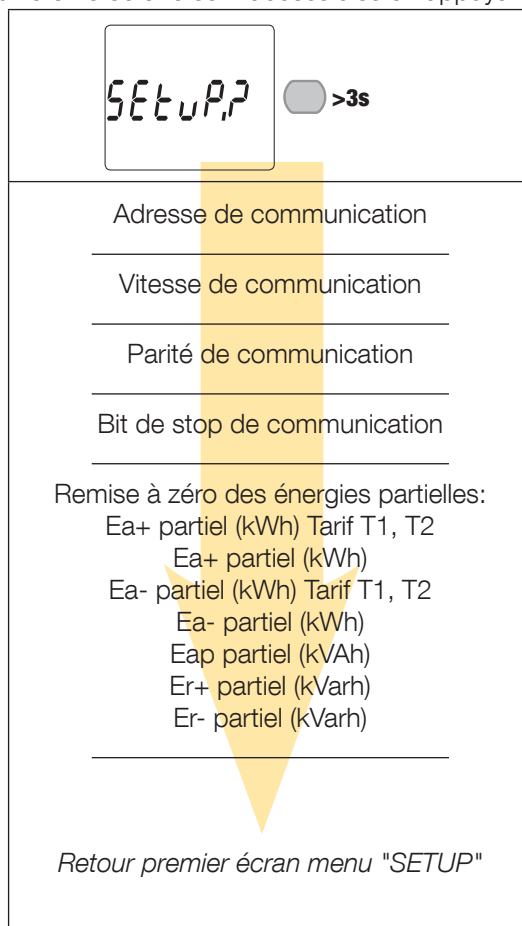 SEtuP,?
>3s
Adresse de communication
Vitesse de communication
Parité de communication
Bit de stop de communication
Remise à zéro des énergies partielles:
Ea+ partiel (kWh) Tarif T1, T2
Ea+ partiel (kWh)
Ea- partiel (kWh) Tarif T1, T2
Ea- partiel (kWh)
Eap partiel (kVAh)
Er+ partiel (kVarh)
Er- partiel (kVarh)
Retour premier écran menu "SETUP"